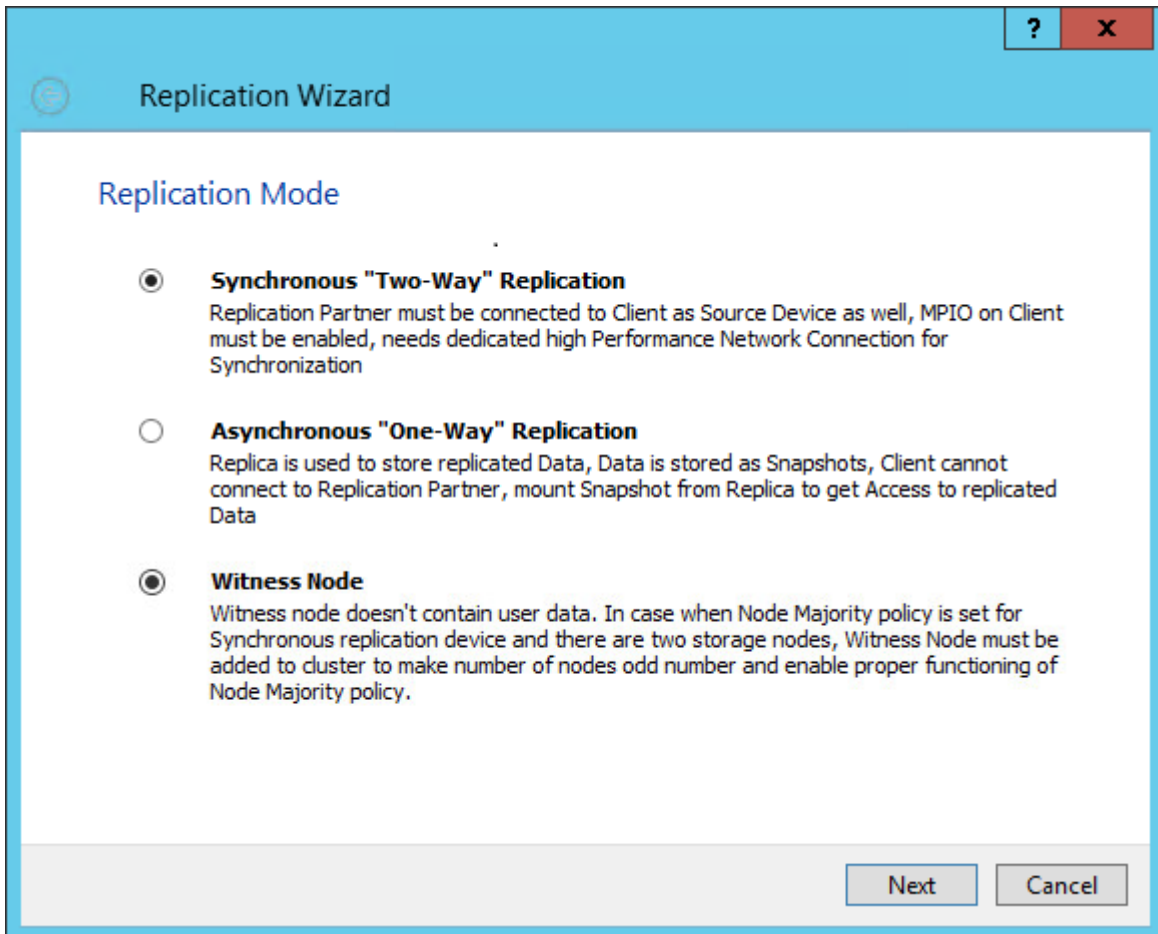 ?
x
Replication Wizard
Replication Mode
.
Synchronous "Two-Way" Replication
Replication Partner must be connected to Client as Source Device as well, MPIO on Client
must be enabled, needs dedicated high Performance Network Connection for
Synchronization
Asynchronous "One-Way" Replication
Replica is used to store replicated Data, Data is stored as Snapshots, Client cannot
connect to Replication Partner, mount Snapshot from Replica to get Access to replicated
Data
Witness Node
Witness node doesn't contain user data. In case when Node Majority policy is set for
Synchronous replication device and there are two storage nodes, Witness Node must be
added to cluster to make number of nodes odd number and enable proper functioning of
Node Majority policy.
Next
Cancel